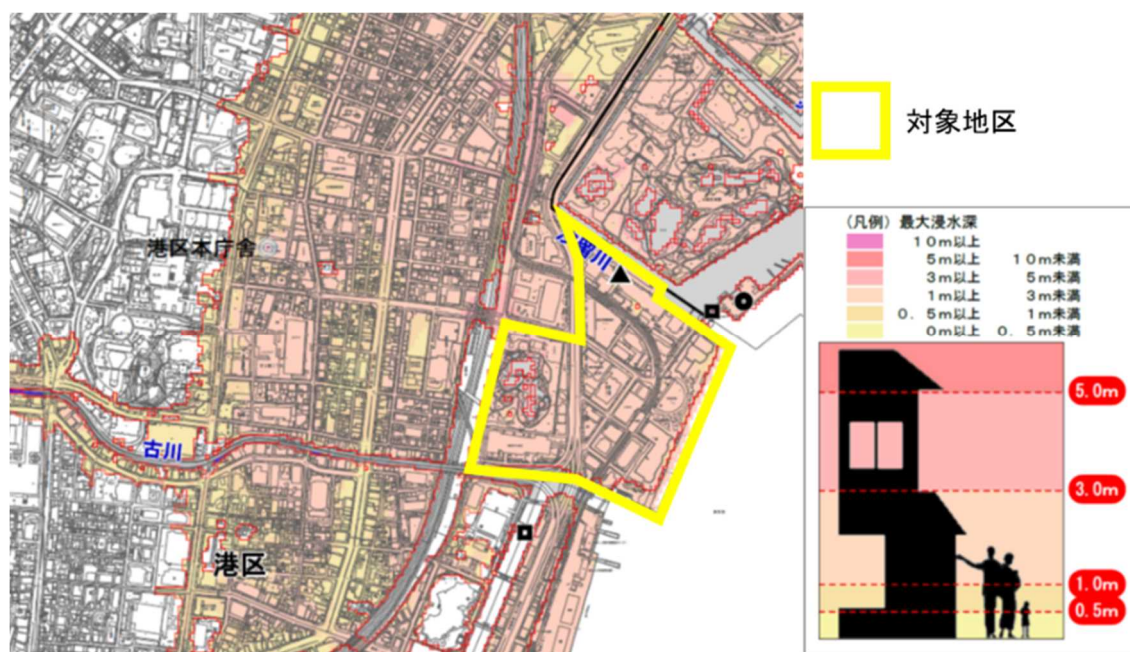 対象地区
港区本庁舎
古川
港区
(凡例) 最大浸水深
10m以上
5m以上 10m未満
3m以上 5m未満
1m以上 3m未満
0.5m以上 1m未満
0m以上 0.5m未満
5.0m
3.0m
1.0m
0.5m